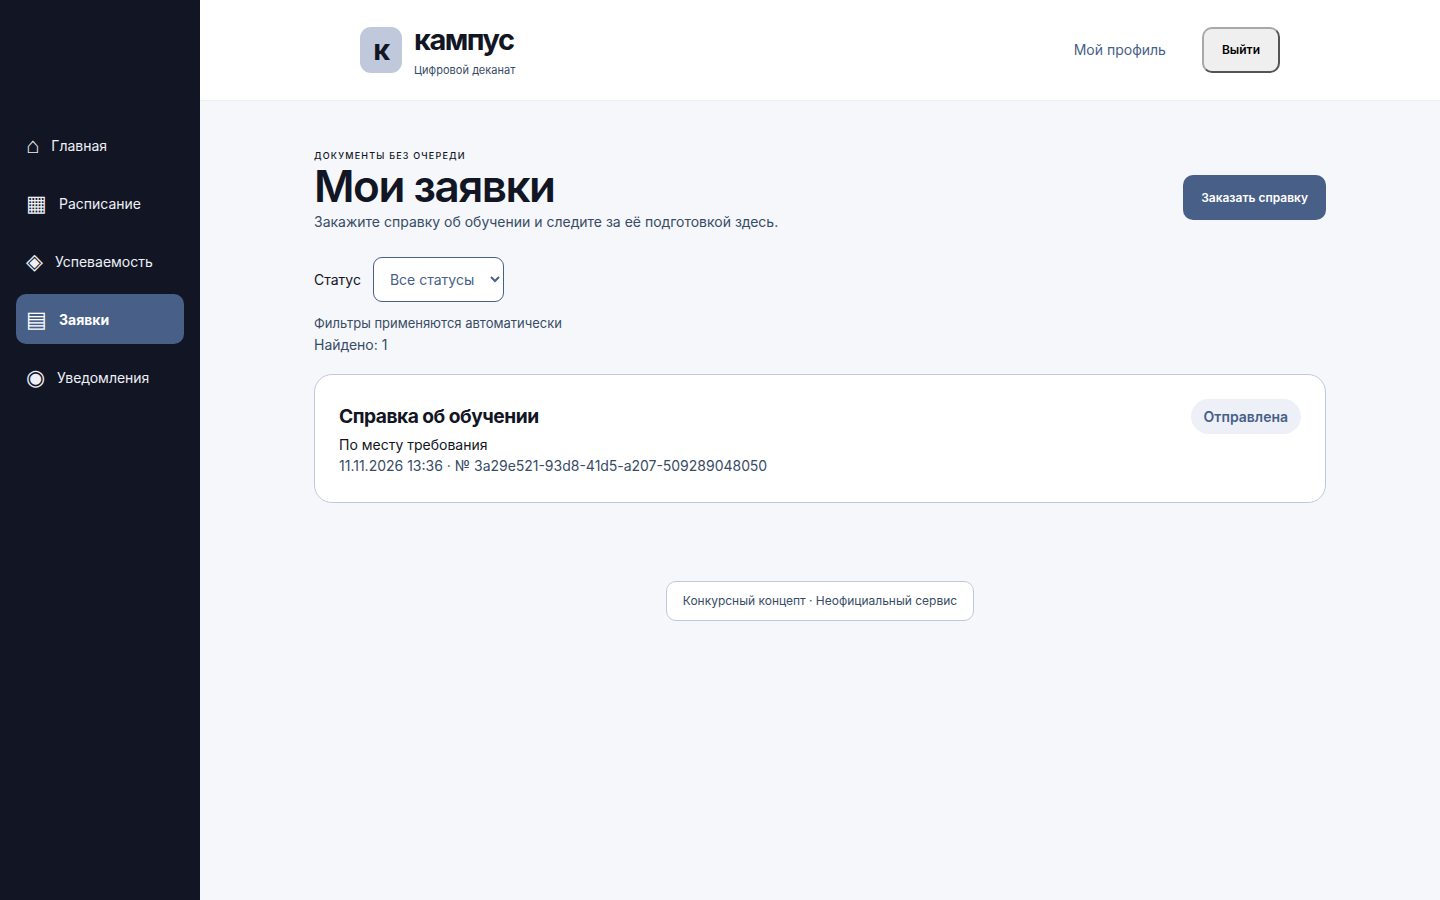 к
кампус
Цифровой деканат
Мой профиль
Выйти
Главная
Расписание
Успеваемость
Заявки
Уведомления
ДОКУМЕНТЫ БЕЗ ОЧЕРЕДИ
Мои заявки
Закажите справку об обучении и следите за её подготовкой здесь.
Заказать справку
Статус
Все статусы
Фильтры применяются автоматически
Найдено: 1
Справка об обучении
Отправлена
По месту требования
11.11.2026 13:36 · № 3a29e521-93d8-41d5-a207-509289048050
Конкурсный концепт · Неофициальный сервис